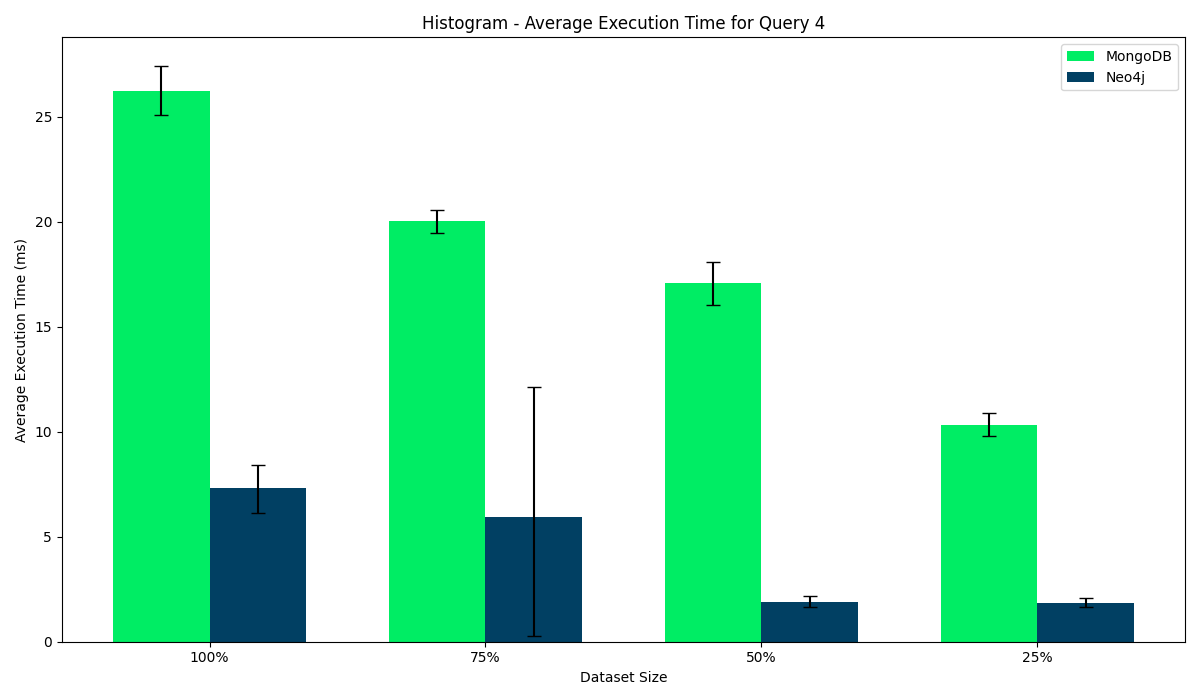 Histogram - Average Execution Time for Query 4
MongoDB
Neo4j
Average Execution Time (ms)
25
20
15
10
5
0
100%
75%
50%
25%
Dataset Size